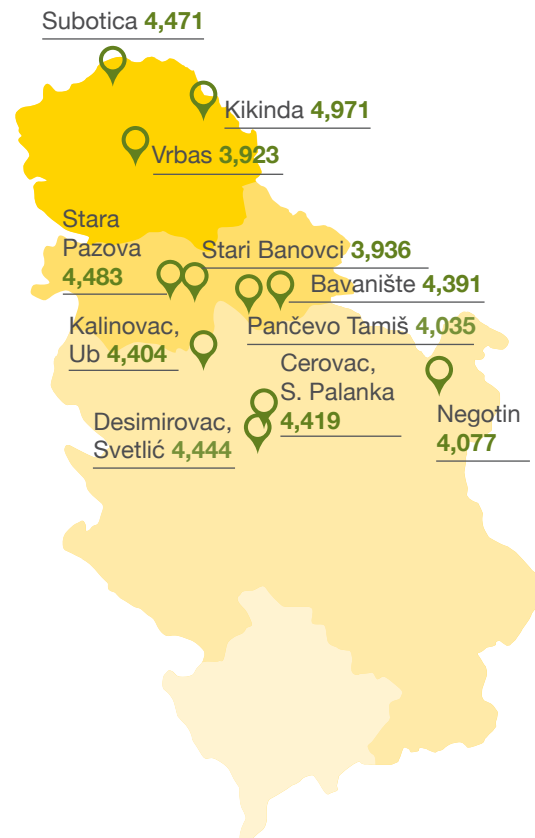 Subotica 4,471
Kikinda 4,971
Vrbas 3,923
Stara
Pazova
4,483
Stari Banovci 3,936
Bavanište 4,391
Pančevo Tamiš 4,035
Kalinovac,
Ub 4,404
Cerovac,
S. Palanka
4,419
Desimirovac,
Svetlić 4,444
Negotin
4,077